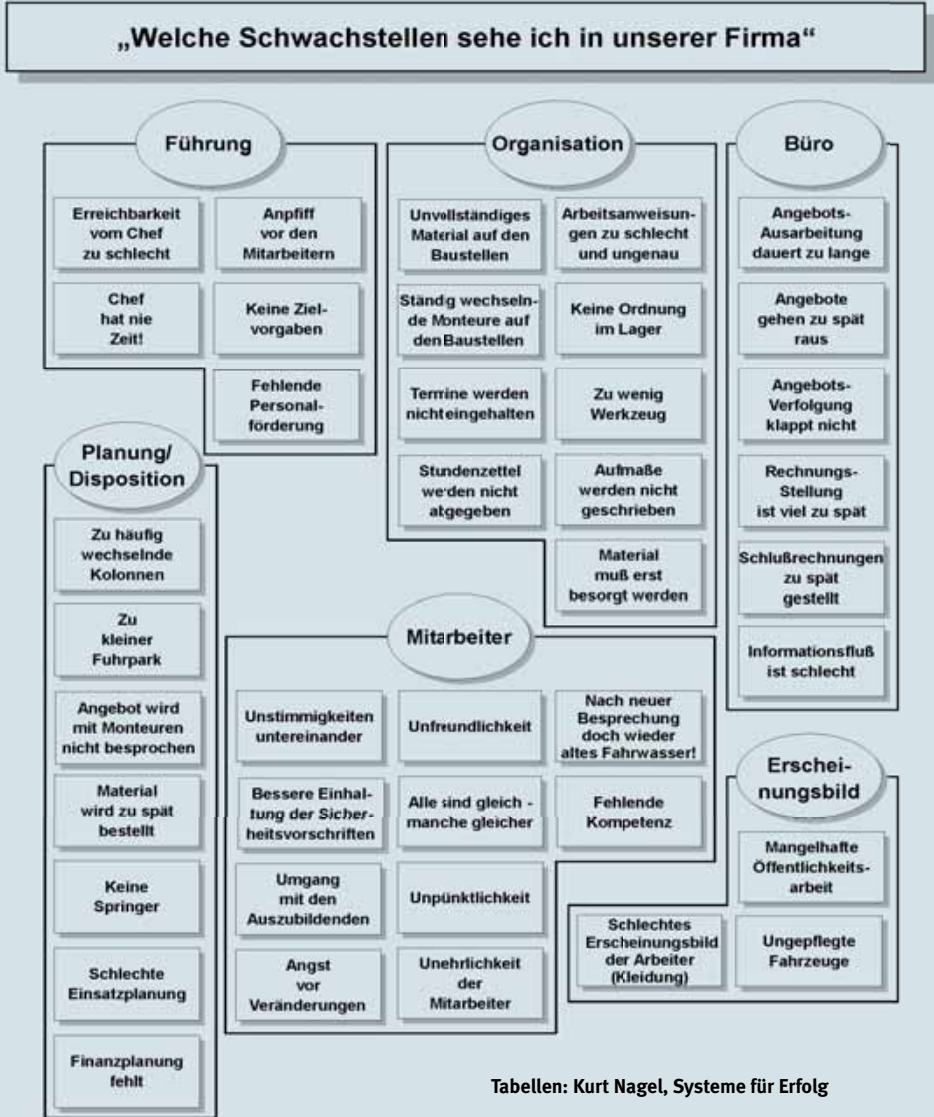 „Welche Schwachstellen sehe ich in unserer Firma“
Führung
Erreichbarkeit
vom Chef
zu schlecht
Anpfiff
vor den
Mitarbeitern
Chef
hat nie
Zeit!
Keine Ziel-
vorgaben
Fehlende
Personal-
förderung
Organisation
Unvollständiges
Material auf den
Baustellen
Arbeitsanweisun-
gen zu schlecht
und ungenau
Ständig wechseln-
de Monteure auf
den Baustellen
Keine Ordnung
im Lager
Termine werden
nicht eingehalten
Zu wenig
Werkzeug
Stundenzettel
werden nicht
abgegeben
Aufmaße
werden nicht
geschrieben
Material
muß erst
besorgt werden
Büro
Angebots-
Ausarbeitung
dauert zu lange
Angebote
gehen zu spät
raus
Angebots-
Verfolgung
klappt nicht
Rechnungs-
Stellung
ist viel zu spät
Schlußrechnungen
zu spät
gestellt
Informationsfluß
ist schlecht
Planung/
Disposition
Zu häufig
wechselnde
Kolonnen
Zu
kleiner
Fuhrpark
Angebot wird
mit Monteuren
nicht besprochen
Material
wird zu spät
bestellt
Keine
Springer
Schlechte
Einsatzplanung
Finanzplanung
fehlt
Mitarbeiter
Unstimmigkeiten
untereinander
Unfreundlichkeit
Nach neuer
Besprechung
doch wieder
altes Fahrwasser!
Bessere Einhal-
tung der Sicher-
heitsvorschriften
Alle sind gleich -
manche gleicher
Fehlende
Kompetenz
Umgang
mit den
Auszubildenden
Unpünktlichkeit
Angst
vor
Veränderungen
Unehrlichkeit
der
Mitarbeiter
Erschei-
nungsbild
Mangelhafte
Öffentlichkeits-
arbeit
Schlechtes
Erscheinungsbild
der Arbeiter
(Kleidung)
Ungepflegte
Fahrzeuge
Tabellen: Kurt Nagel, Systeme für Erfolg